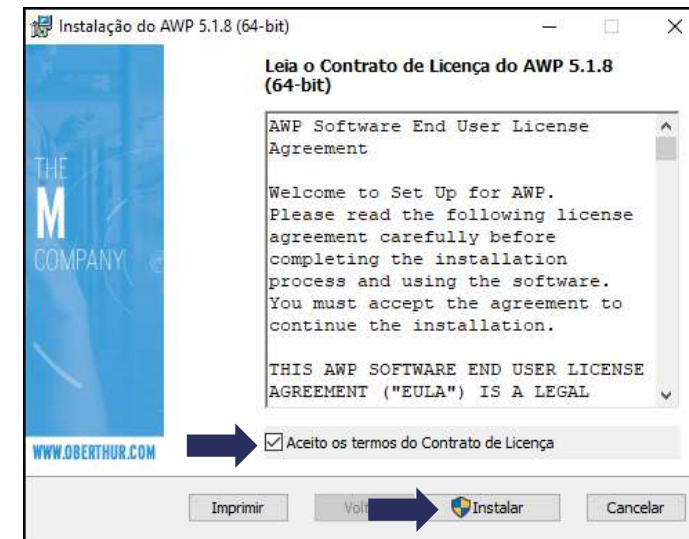 Instalação do AWP 5.1.8 (64-bit)
Leia o Contrato de Licença do AWP 5.1.8
(64-bit)
AWP Software End User License
Agreement
Welcome to Set Up for AWP.
Please read the following license
agreement carefully before
completing the installation
process and using the software.
You must accept the agreement to
continue the installation.
THIS AWP SOFTWARE END USER LICENSE
AGREEMENT ("EULA") IS A LEGAL
THE
M
COMPANY
WWW.OBERTHUR.COM
Aceito os termos do Contrato de Licença
Imprimir
Instalar
Cancelar